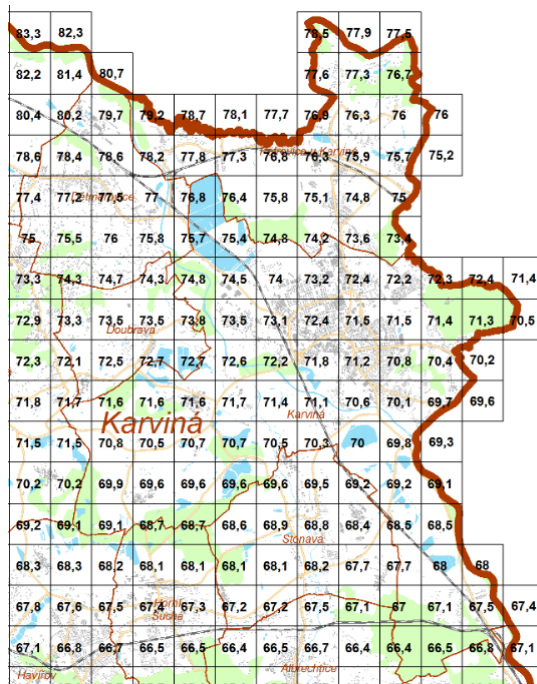 83,3 82,3 78,5 77,9 77,5
82,2 81,4 80,7 77,6 77,3 76,7
80,4 80,2 79,7 79,2 78,7 78,1 77,7 76,9 76,3 76 76
78,6 78,4 78,6 78,2 77,8 77,3 76,8 76,3 75,9 75,7 75,2
Petrovice u Karviné
77,4 77,2 77,5 77 76,8 76,4 75,8 75,1 74,8 75
Dětmarovice
75 75,5 76 75,8 75,7 75,4 74,8 74,2 73,6 73,4
73,3 74,3 74,7 74,3 74,8 74,5 74 73,2 72,4 72,2 72,3 72,4 71,4
72,9 73,3 73,5 73,5 73,8 73,5 73,1 72,4 71,5 71,5 71,4 71,3 70,5
Doubrava
72,3 72,1 72,5 72,7 72,7 72,6 72,2 71,8 71,2 70,8 70,4 70,2
71,8 71,7 71,6 71,6 71,6 71,7 71,4 71,1 70,6 70,1 69,7 69,6
Karviná Karviná
71,5 71,5 70,8 70,5 70,7 70,7 70,5 70,3 70 69,8 69,3
70,2 70,2 69,9 69,6 69,6 69,6 69,6 69,5 69,2 69,2 69,1
69,2 69,1 69,1 68,7 68,7 68,6 68,9 68,8 68,4 68,5 68,5
Stonava
68,3 68,3 68,2 68,1 68,1 68,1 68,1 68,2 67,7 67,7 68 68
67,8 67,6 67,5 67,4 67,3 67,2 67,2 67,5 67,1 67 67,1 67,5 67,4
Horní
Suchá
67,1 66,8 66,7 66,5 66,5 66,4 66,5 66,7 66,4 66,4 66,5 66,8 67,1
Havířov Albrechtice